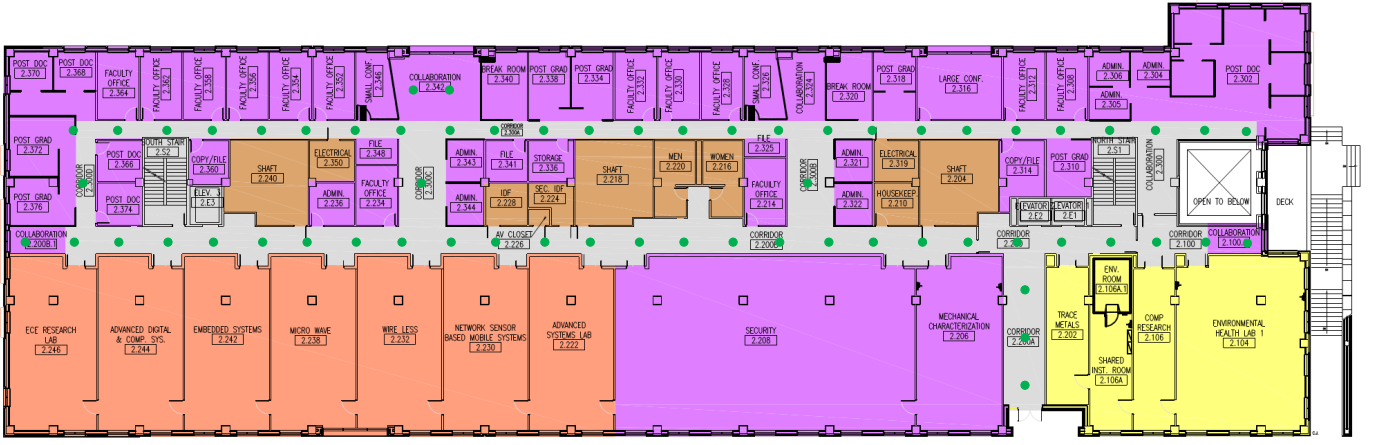 POST DOC
2.370
POST DOC
2.368
FACULTY
OFFICE
2.364
FACULTY OFFICE
2.362
FACULTY OFFICE
2.358
FACULTY OFFICE
2.356
FACULTY OFFICE
2.354
FACULTY OFFICE
2.352
SMALL CONF.
2.346
COLLABORATION
2.342
BREAK ROOM
2.340
POST GRAD
2.338
POST GRAD
2.334
FACULTY OFFICE
2.332
FACULTY OFFICE
2.330
FACULTY OFFICE
2.328
SMALL CONF.
2.326
COLLABORATION
2.324
BREAK ROOM
2.320
POST GRAD
2.318
LARGE CONF.
2.316
FACULTY OFFICE
2.312
FACULTY OFFICE
2.308
ADMIN.
2.306
ADMIN.
2.304
ADMIN.
2.305
POST DOC
2.302
CORRIDOR
2.300A
POST GRAD
2.372
POST GRAD
2.376
CORRIDOR
2.300D
POST DOC
2.366
POST DOC
2.374
SOUTH STAIR
2.S2
COPY/FILE
2.360
ELEV. 3
2.E3
SHAFT
2.240
ELECTRICAL
2.350
ADMIN.
2.236
FILE
2.348
FACULTY
OFFICE
2.234
CORRIDOR
2.300C
ADMIN.
2.343
ADMIN.
2.344
FILE
2.341
STORAGE
2.336
IDF
2.228
SEC. IDF
2.224
AV CLOSET
2.226
SHAFT
2.218
MEN
2.220
WOMEN
2.216
FILE
2.325
FACULTY
OFFICE
2.214
CORRIDOR
2.300B
ADMIN.
2.321
ADMIN.
2.322
ELECTRICAL
2.319
HOUSEKEEP
2.210
SHAFT
2.204
COPY/FILE
2.314
POST GRAD
2.310
ELEVATOR
2.E2
ELEVATOR
2.E1
NORTH STAIR
2.S1
COLLABORATION
2.300
OPEN TO BELOW
DECK
COLLABORATION
2.200B.1
CORRIDOR
2.200B
CORRIDOR
CORRIDOR
2.100
COLLABORATION
ECE RESEARCH
LAB
2.246
ADVANCED DIGITAL
& COMP. SYS.
2.244
EMBEDDED SYSTEMS
2.242
MICRO WAVE
2.238
WIRE LESS
2.232
NETWORK SENSOR
BASED MOBILE SYSTEMS
2.230
ADVANCED
SYSTEMS LAB
2.222
SECURITY
2.208
MECHANICAL
CHARACTERIZATION
2.206
CORRIDOR
2.200A
TRACE
METALS
2.202
ENV.
ROOM
2.106A.1
SHARED
INST. ROOM
2.106A
COMP
RESEARCH
2.106
ENVIRONMENTAL
HEALTH LAB 1
2.104